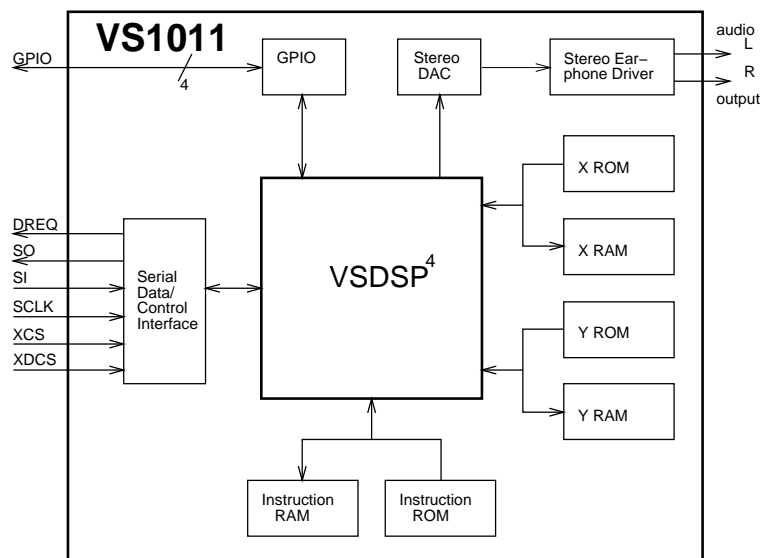 VS1011
audio
L
GPIO
4
GPIO
Stereo
DAC
Stereo Ear–
phone Driver
R
output
X ROM
X RAM
DREQ
SO
SI
SCLK
XCS
XDCS
Serial
Data/
Control
Interface
VSDSP4
Y ROM
Y RAM
Instruction
RAM
Instruction
ROM